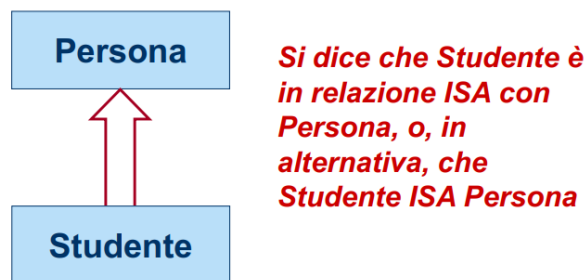 Persona
Si dice che Studente è
in relazione ISA con
Persona, o, in
alternativa, che
Studente ISA Persona
Studente